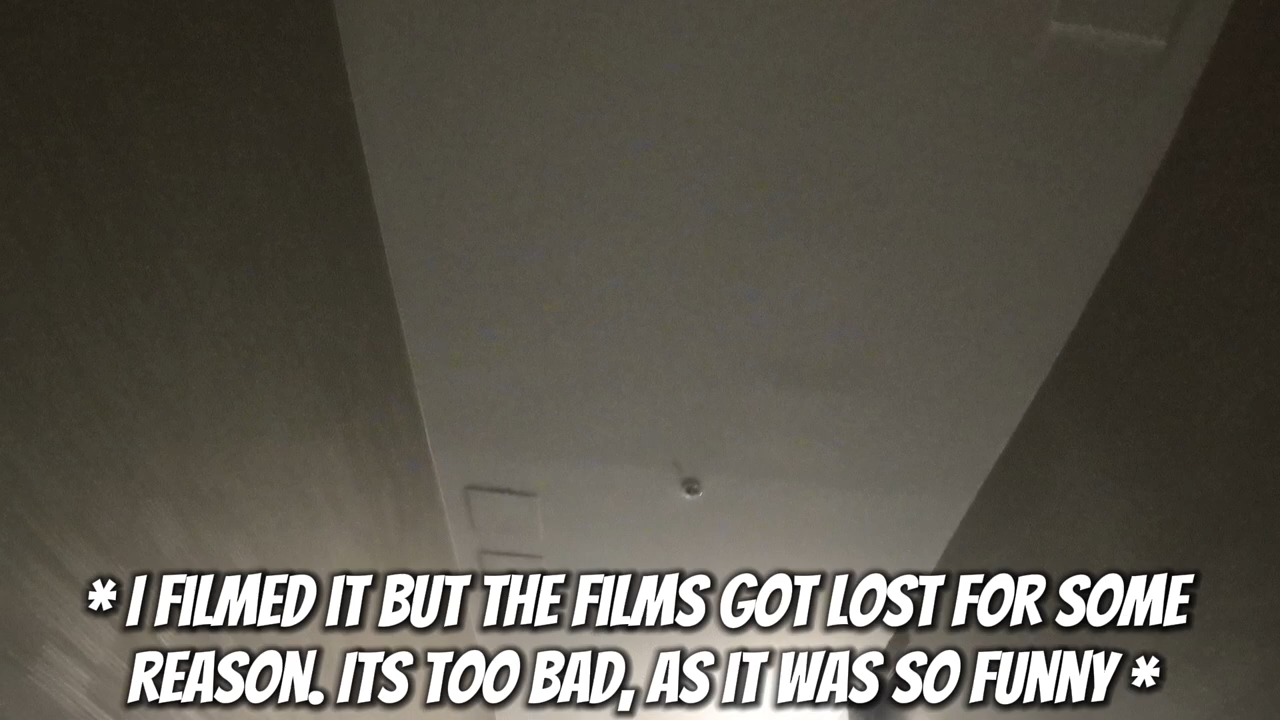 * I FILMED IT BUT THE FILMS GOT LOST FOR SOME
REASON. ITS TOO BAD, AS IT WAS SO FUNNY *